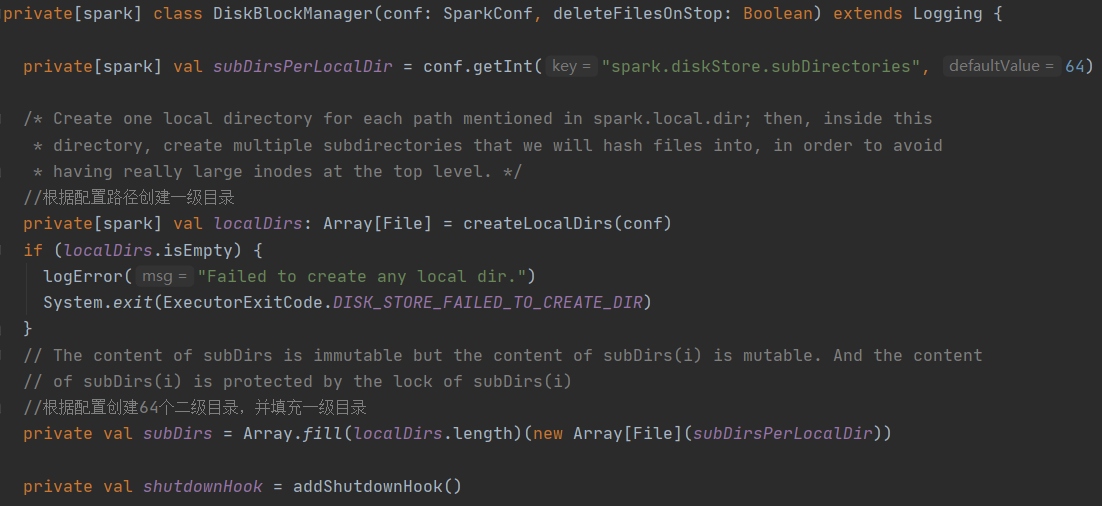 private[spark] class DiskBlockManager(conf: SparkConf, deleteFilesOnStop: Boolean) extends Logging {
private[spark] val subDirsPerLocalDir = conf.getInt( key = "spark.diskStore.subDirectories", defaultValue = 64)
/* Create one local directory for each path mentioned in spark.local.dir; then, inside this
* directory, create multiple subdirectories that we will hash files into, in order to avoid
* having really large inodes at the top level. */
//根据配置路径创建一级目录
private[spark] val localDirs: Array[File] = createLocalDirs(conf)
if (localDirs.isEmpty) {
logError( msg = "Failed to create any local dir.")
System.exit(ExecutorExitCode.DISK_STORE_FAILED_TO_CREATE_DIR)
}
// The content of subDirs is immutable but the content of subDirs(i) is mutable. And the content
// of subDirs(i) is protected by the lock of subDirs(i)
//根据配置创建64个二级目录，并填充一级目录
private val subDirs = Array.fill(localDirs.length)(new Array[File](subDirsPerLocalDir))
private val shutdownHook = addShutdownHook()